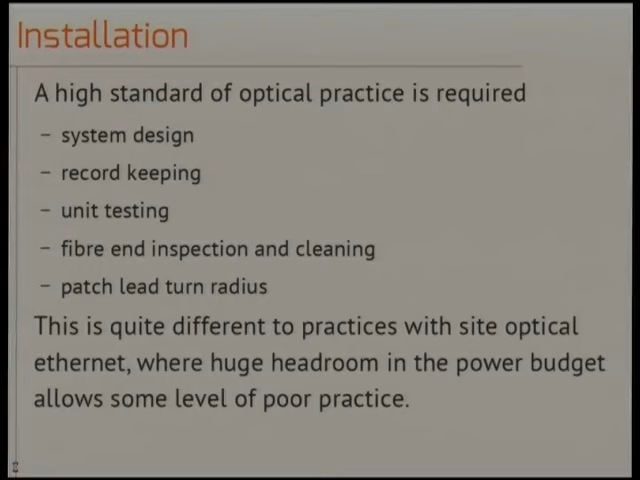 Installation
A high standard of optical practice is required
– system design
– record keeping
– unit testing
– fibre end inspection and cleaning
– patch lead turn radius
This is quite different to practices with site optical
ethernet, where huge headroom in the power budget
allows some level of poor practice.